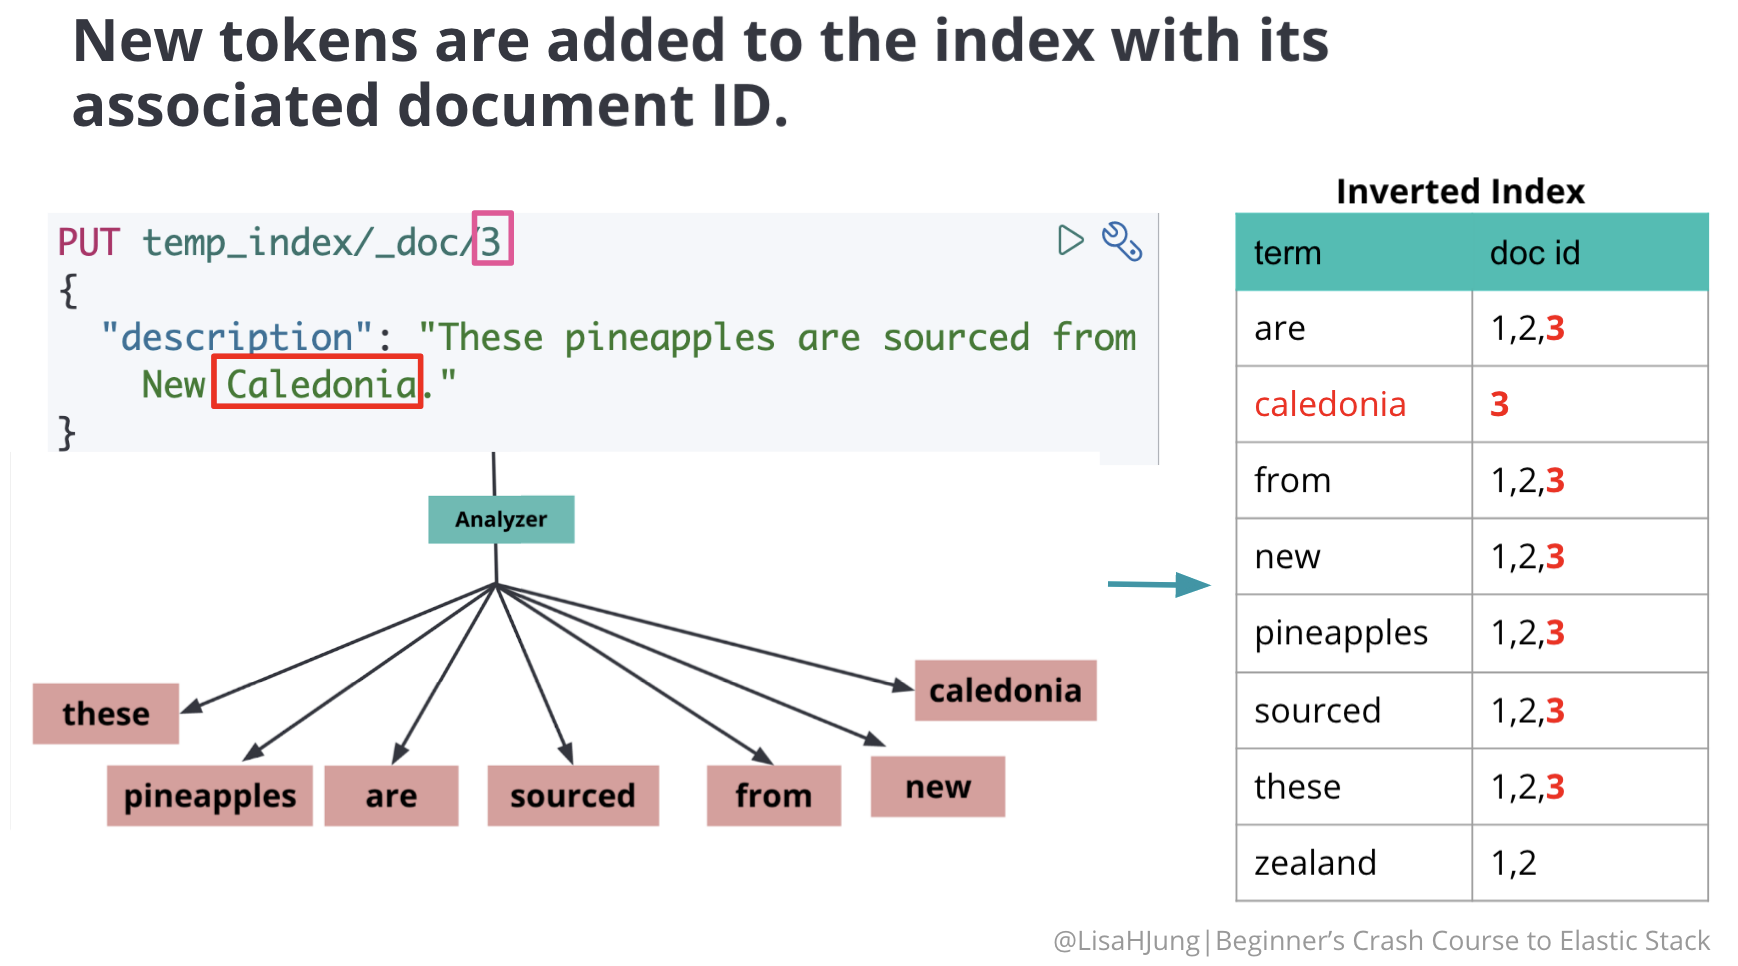 New tokens are added to the index with its
associated document ID.
PUT temp_index/_doc/3
{
"description": "These pineapples are sourced from
New Caledonia."
}
Analyzer
these
pineapples
are
sourced
from
new
caledonia
Inverted Index
term doc id
are 1,2,3
caledonia 3
from 1,2,3
new 1,2,3
pineapples 1,2,3
sourced 1,2,3
these 1,2,3
zealand 1,2
@LisaHJung|Beginner’s Crash Course to Elastic Stack